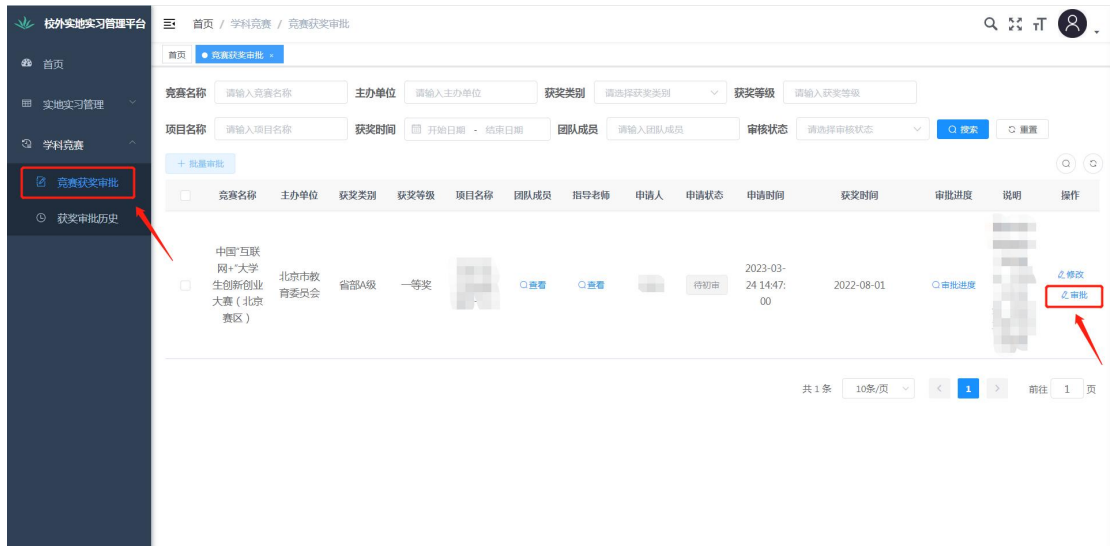 校外实地实习管理平台
首页 / 学科竞赛 / 竞赛获奖审批
首页
竞赛获奖审批 ×
首页
实地实习管理
学科竞赛
竞赛获奖审批
获奖审批历史
竞赛名称 请输入竞赛名称 主办单位 请输入主办单位 获奖类别 请选择获奖类别 获奖等级 请输入获奖等级
项目名称 请输入项目名称 获奖时间 开始日期 - 结束日期 团队成员 请输入团队成员 审核状态 请选择审核状态 搜索 重置
+ 批量审批
竞赛名称 主办单位 获奖类别 获奖等级 项目名称 团队成员 指导老师 申请人 申请状态 申请时间 获奖时间 审批进度 说明 操作
中国"互联
网+"大学
生创新创业
大赛（北京
赛区）
北京市教
育委员会
省部A级
一等奖
查看
查看
待初审
2023-03-
24 14:47:
00
2022-08-01
审批进度
修改
审批
共 1 条 10条/页 < 1 > 前往 1 页